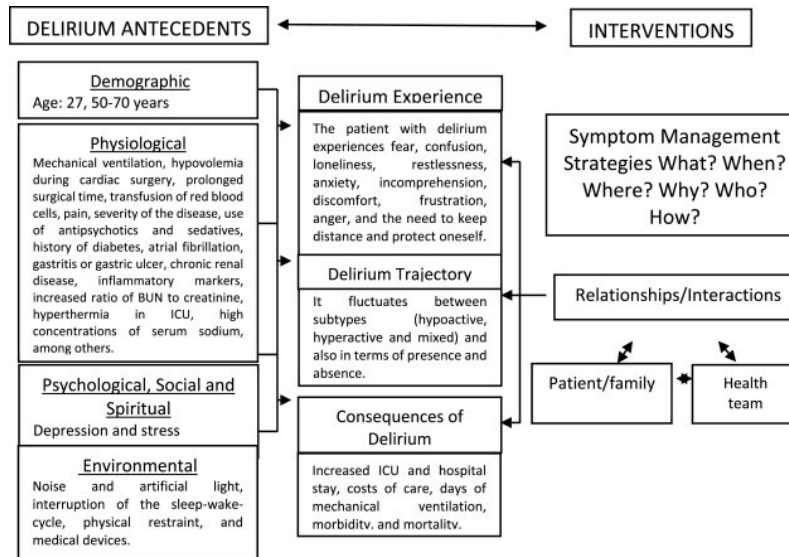 DELIRIUM ANTECEDENTS
INTERVENTIONS
Demographic
Age: 27, 50-70 years
Physiological
Mechanical ventilation, hypovolemia
during cardiac surgery, prolonged
surgical time, transfusion of red blood
cells, pain, severity of the disease, use
of antipsychotics and sedatives,
history of diabetes, atrial fibrillation,
gastritis or gastric ulcer, chronic renal
disease, inflammatory markers,
increased ratio of BUN to creatinine,
hyperthermia in ICU, high
concentrations of serum sodium,
among others.
Psychological, Social and
Spiritual
Depression and stress
Environmental
Noise and artificial light,
interruption of the sleep-wake-
cycle, physical restraint, and
medical devices.
Delirium Experience
The patient with delirium
experiences fear, confusion,
loneliness, restlessness,
anxiety, incomprehension,
discomfort, frustration,
anger, and the need to keep
distance and protect oneself.
Delirium Trajectory
It fluctuates between
subtypes (hypoactive,
hyperactive and mixed) and
also in terms of presence and
absence.
Consequences of
Delirium
Increased ICU and hospital
stay, costs of care, days of
mechanical ventilation,
morbidity. and mortality.
Symptom Management
Strategies What? When?
Where? Why? Who?
How?
Relationships/Interactions
Patient/family
Health
team